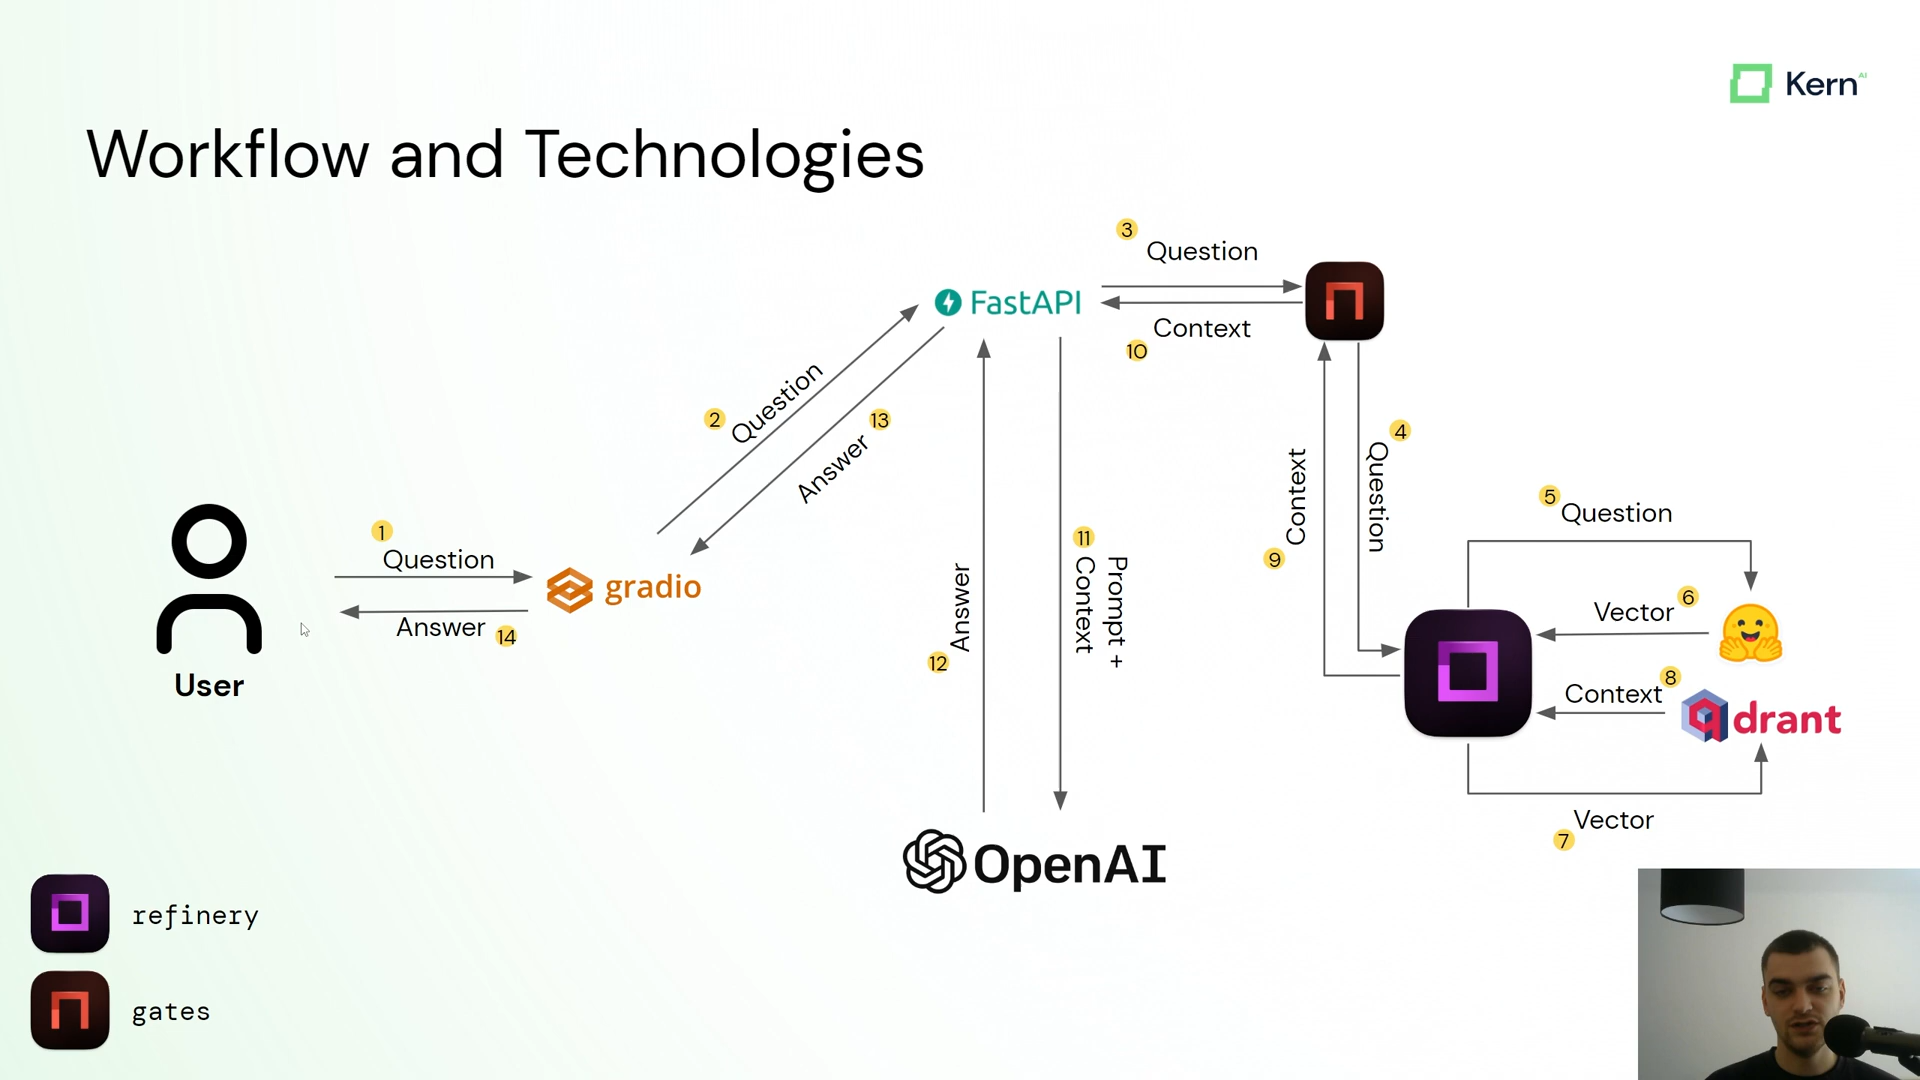 Kern AI
Workflow and Technologies
3
Question
FastAPI
Context
10
2
Question
13
Answer
4
Question
Context
9
5
Question
1
Question
gradio
Answer
14
User
11
Prompt +
Context
12
Answer
Vector
6
8
Context
qdrant
Vector
7
OpenAI
refinery
gates